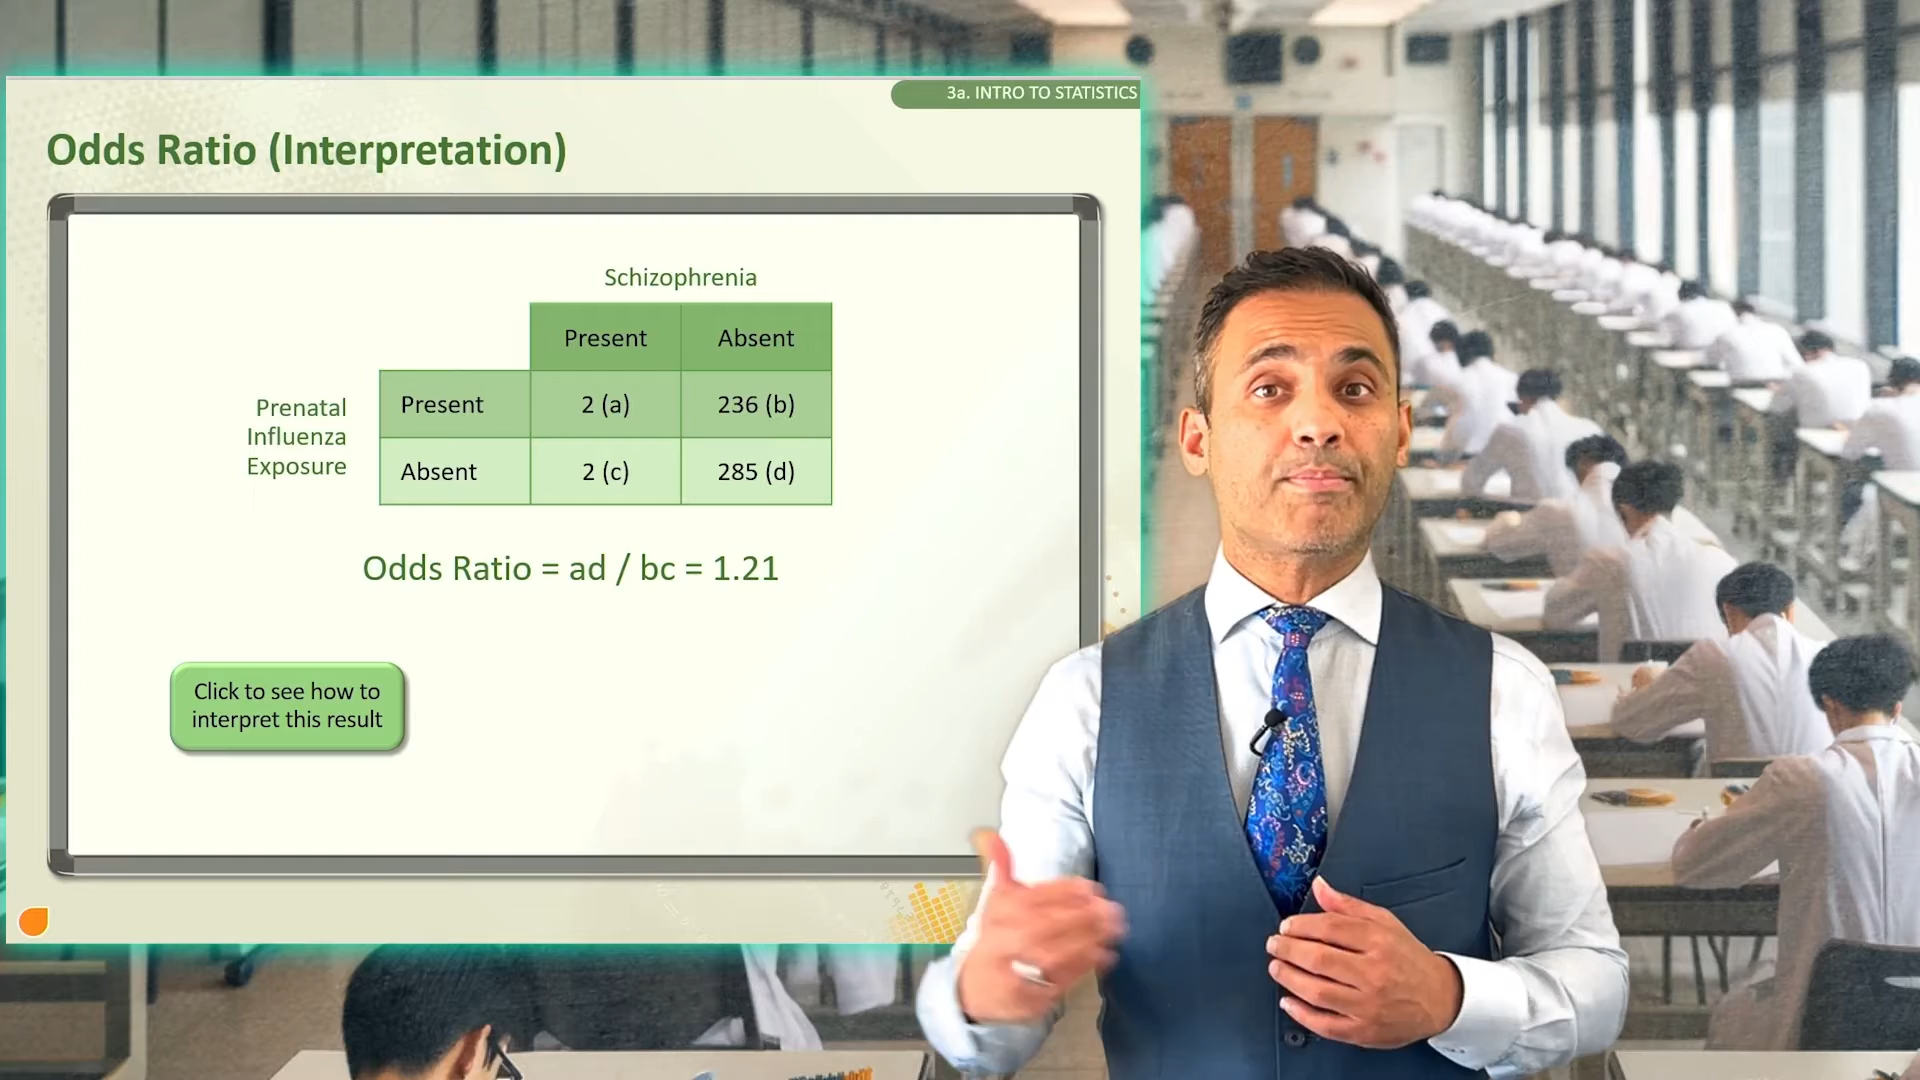 3a. INTRO TO STATISTICS
Odds Ratio (Interpretation)
Schizophrenia
Present Absent
Prenatal
Influenza
Exposure
Present 2 (a) 236 (b)
Absent 2 (c) 285 (d)
Odds Ratio = ad / bc = 1.21
Click to see how to
interpret this result